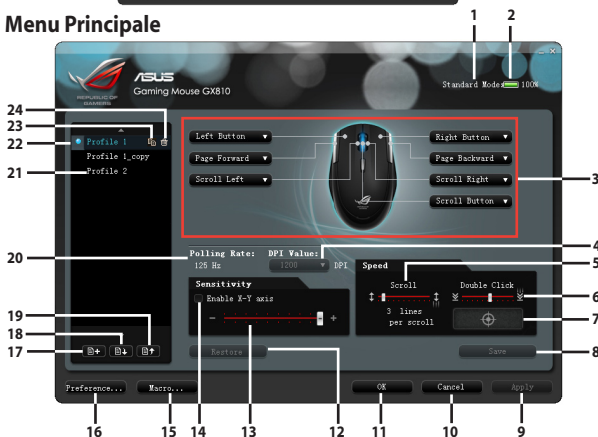 Menu Principale
1
2
ASUS
Gaming Mouse GX810
REPUBLIC OF
GAMERS
Standard Mode 100%
24
23
22
21
Profile 1
Profile 1_copy
Profile 2
Left Button
Page Forward
Scroll Left
Right Button
Page Backward
Scroll Right
Scroll Button
3
20
Polling Rate:
125 Hz
DPI Value:
1200 DPI
4
Speed
5
Scroll
Double Click
6
3 lines
per scroll
7
Sensitivity
Enable X-Y axis
- +
19
18
17
Restore
Save
8
Preference...
Macro...
OK
Cancel
Apply
16
15
14
13
12
11
10
9